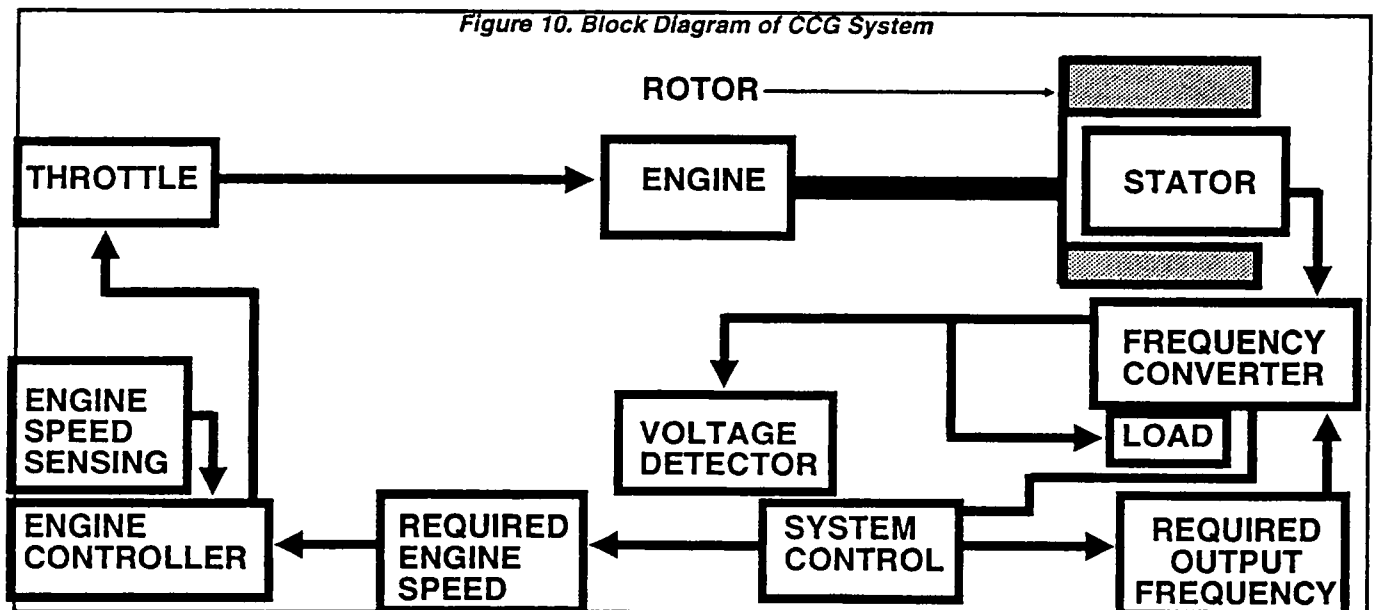 Figure 10. Block Diagram of CCG System
ROTOR
THROTTLE
ENGINE
STATOR
FREQUENCY
CONVERTER
ENGINE
SPEED
SENSING
VOLTAGE
DETECTOR
LOAD
ENGINE
CONTROLLER
REQUIRED
ENGINE
SPEED
SYSTEM
CONTROL
REQUIRED
OUTPUT
FREQUENCY